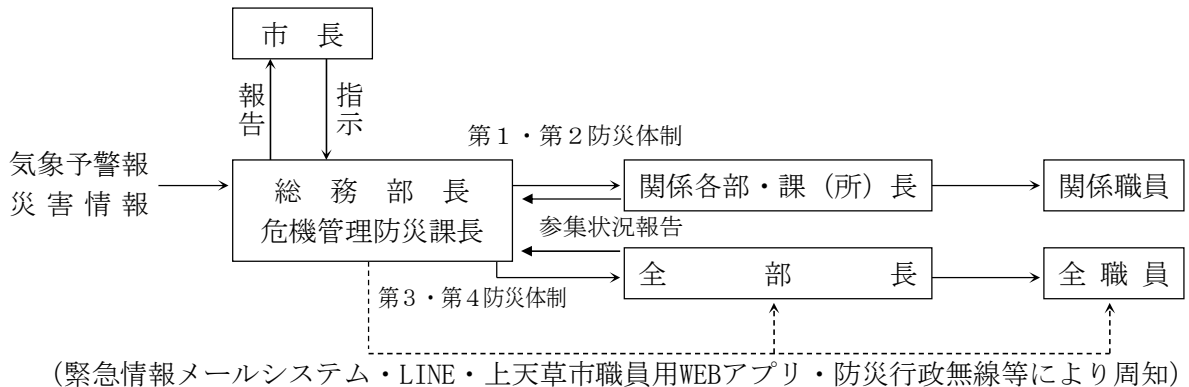 市　長
報告
指示
第１・第２防災体制
気象予警報
災害情報
総　務　部　長
危機管理防災課長
関係各部・課（所）長
関係職員
参集状況報告
全　部　長
全職員
第３・第４防災体制
(緊急情報メールシステム・LINE・上天草市職員用WEBアプリ・防災行政無線等により周知)